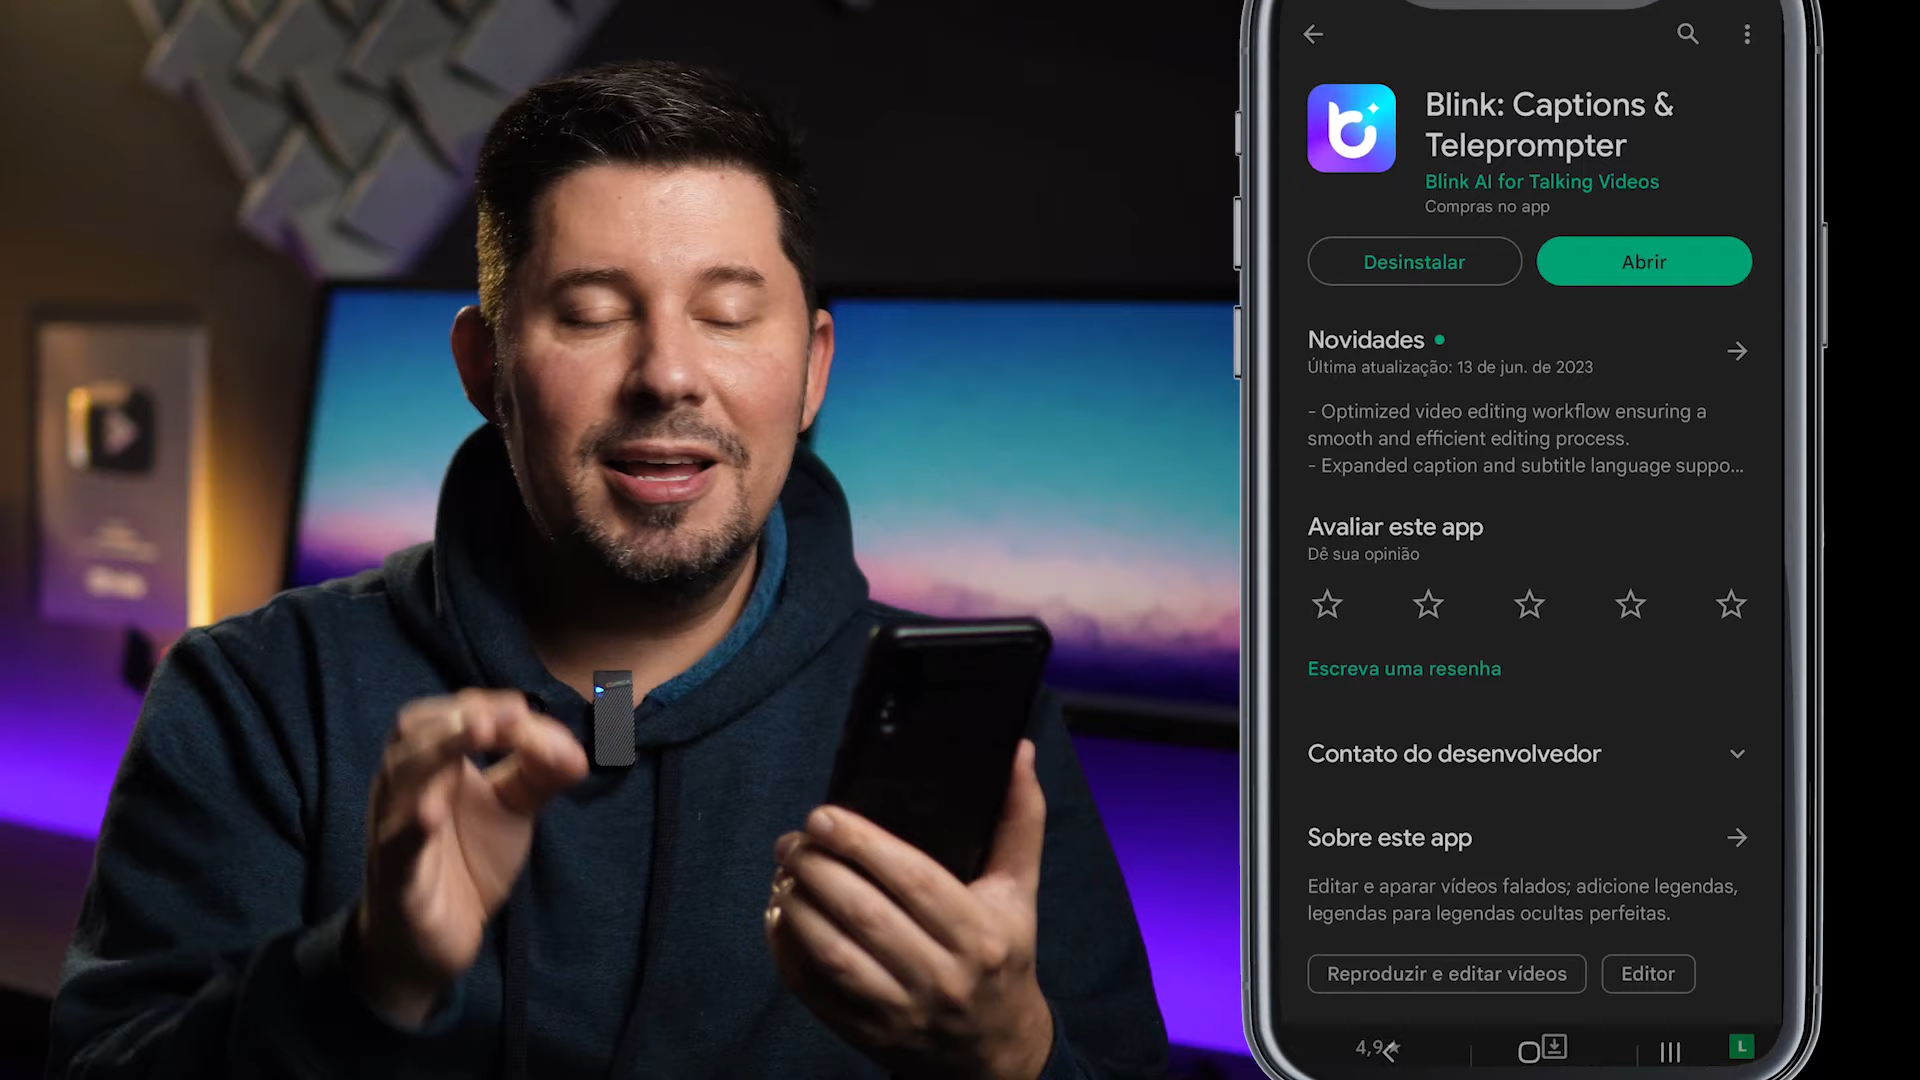 Blink: Captions &
Teleprompter
Blink AI for Talking Videos
Compras no app
Desinstalar
Abrir
Novidades
Última atualização: 13 de jun. de 2023
- Optimized video editing workflow ensuring a
smooth and efficient editing process.
- Expanded caption and subtitle language suppo...
Avaliar este app
Dê sua opinião
Escreva uma resenha
Contato do desenvolvedor
Sobre este app
Editar e aparar vídeos falados; adicione legendas,
legendas para legendas ocultas perfeitas.
Reproduzir e editar vídeos
Editor
4,9
L